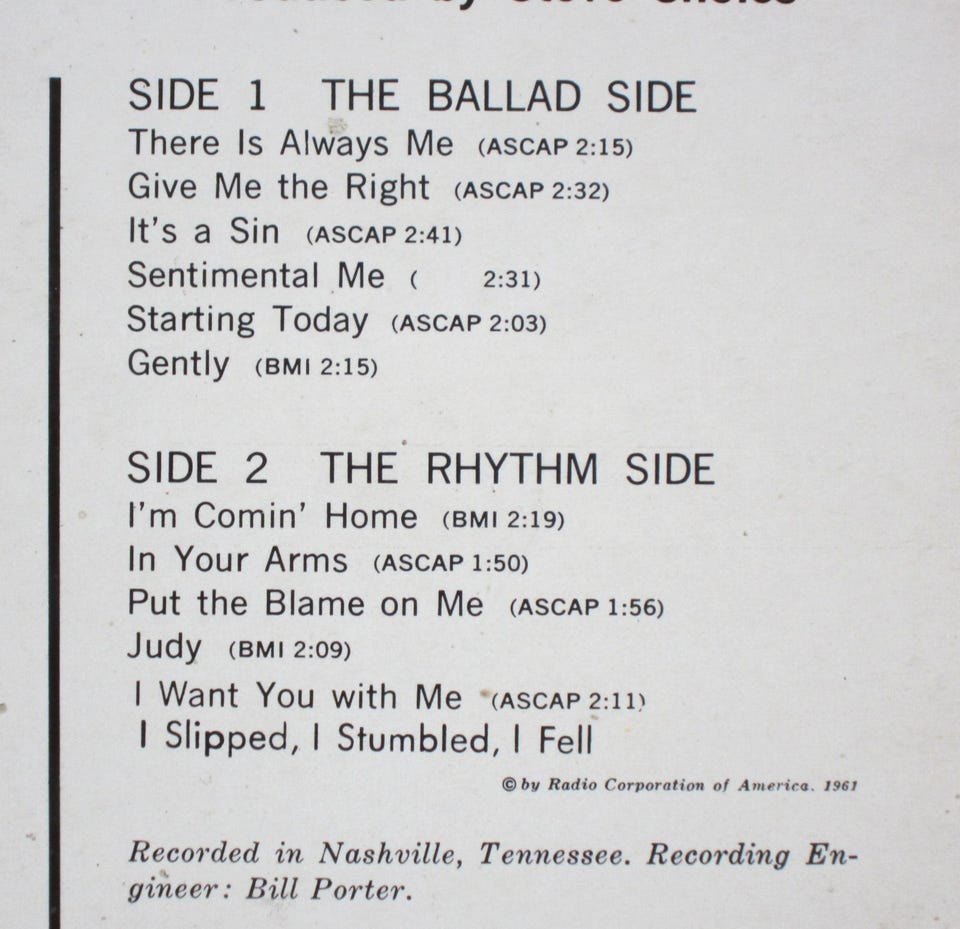 by Steve
SIDE 1 THE BALLAD SIDE
There Is Always Me (ASCAP 2:15)
Give Me the Right (ASCAP 2:32)
It's a Sin (ASCAP 2:41)
Sentimental Me ( 2:31)
Starting Today (ASCAP 2:03)
Gently (BMI 2:15)
SIDE 2 THE RHYTHM SIDE
I'm Comin' Home (BMI 2:19)
In Your Arms (ASCAP 1:50)
Put the Blame on Me (ASCAP 1:56)
Judy (BMI 2:09)
I Want You with Me (ASCAP 2:11)
I Slipped, I Stumbled, I Fell
© by Radio Corporation of America. 1961
Recorded in Nashville, Tennessee. Recording En-
gineer: Bill Porter.